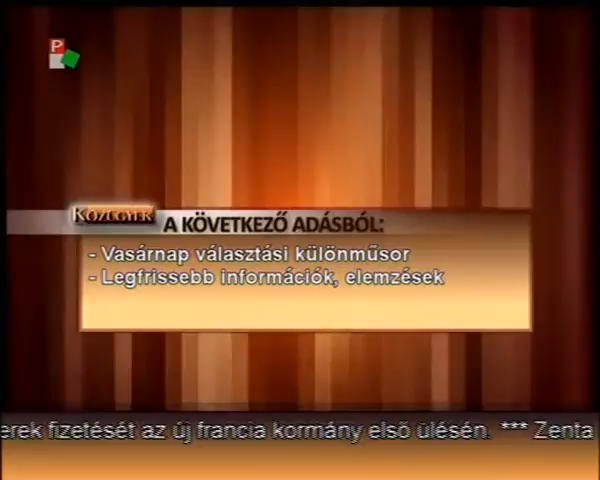 P
KÖZÜGYEK
A KÖVETKEZŐ ADÁSBÓL:
- Vasárnap választási különműsor
- Legfrissebb információk, elemzések
erek fizetését az új francia kormány első ülésén. *** Zenta